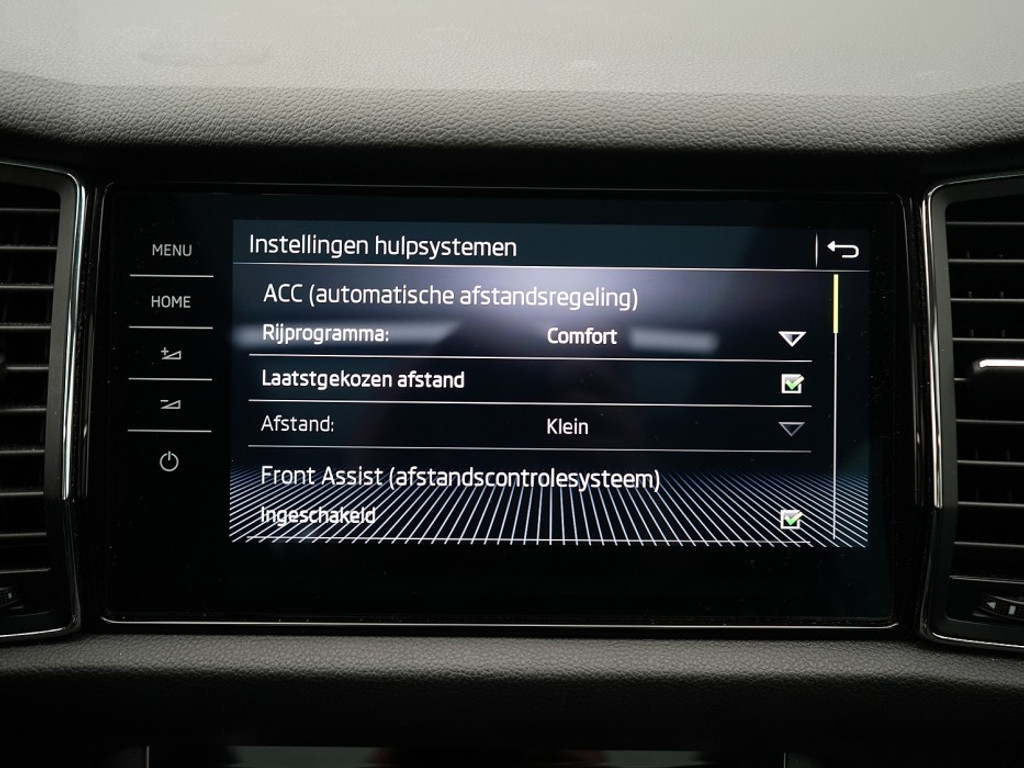 MENU
HOME
Instellingen hulpsystemen
ACC (automatische afstandsregeling)
Rijprogramma: Comfort
Laatstgekozen afstand
Afstand: Klein
Front Assist (afstandscontrolesysteem)
Ingeschakeld